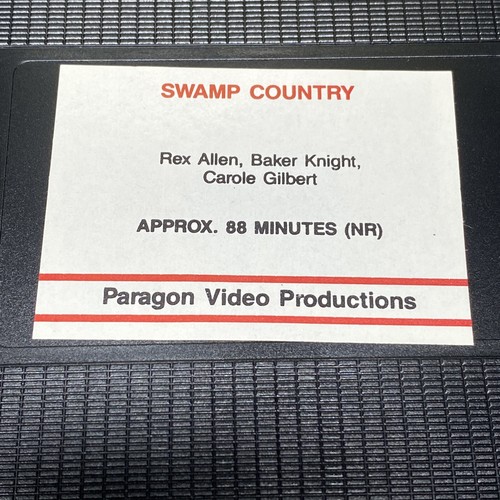 SWAMP COUNTRY
Rex Allen, Baker Knight,
Carole Gilbert
APPROX. 88 MINUTES (NR)
Paragon Video Productions